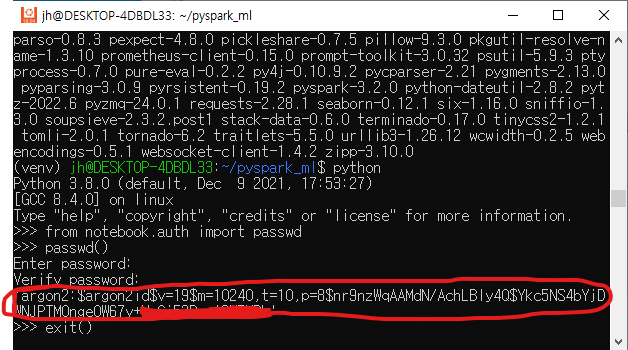 jh@DESKTOP-4DBDL33: ~/pyspark_ml
parso-0.8.3 pexpect-4.8.0 pickleshare-0.7.5 pillow-9.3.0 pkgutil-resolve-n
ame-1.3.10 prometheus-client-0.15.0 prompt-toolkit-3.0.32 psutil-5.9.3 pty
process-0.7.0 pure-eval-0.2.2 py4j-0.10.9.2 pycparser-2.21 pygments-2.13.0
pyparsing-3.0.9 pyrsistent-0.19.2 pyspark-3.2.0 python-dateutil-2.8.2 pytz-2022.6 pyzmq-24.0.1 requests-2.28.1 seaborn-0.12.1 six-1.16.0 sniffio-1.
3.0 soupsieve-2.3.2.post1 stack-data-0.6.0 terminado-0.17.0 tinycss2-1.2.1
tomli-2.0.1 tornado-6.2 traitlets-5.5.0 urllib3-1.26.12 wcwidth-0.2.5 web
encodings-0.5.1 websocket-client-1.4.2 zipp-3.10.0
(venv) jh@DESKTOP-4DBDL33:~/pyspark_ml$ python
Python 3.8.0 (default, Dec  9 2021, 17:53:27)
[GCC 8.4.0] on linux
Type "help", "copyright", "credits" or "license" for more information.
>>> from notebook.auth import passwd
>>> passwd()
Enter password:
Verify password:
'argon2:$argon2id$v=19$m=10240,t=10,p=8$nr9nzWqAAMdN/AchLBIy4Q$Ykc5NS4bYjD
>>> exit()